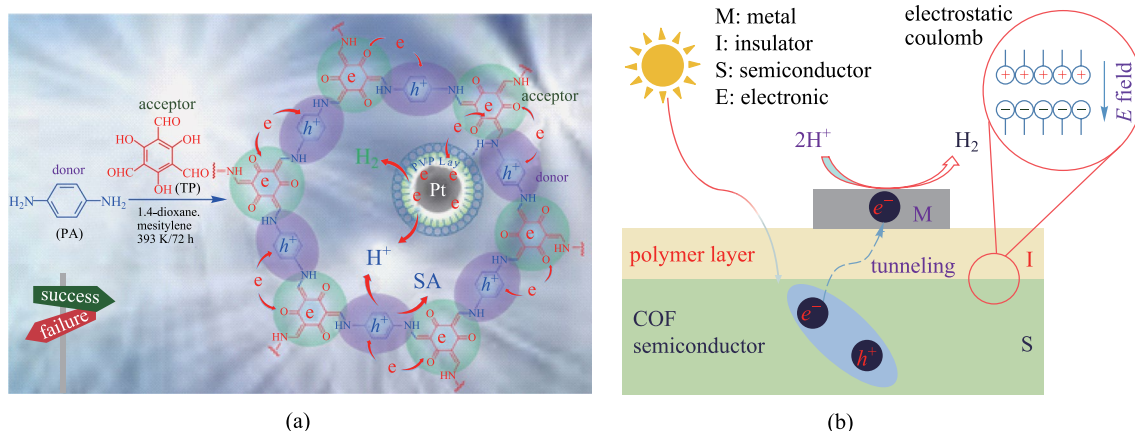 acceptor
CHO
HO
OH
OHC
CHO
OH
(TP)
donor
H₂N
NH₂
(PA)
1.4-dioxane.
mesitylene
393 K/72 h
success
failure
e
h⁺
NH
HN
O
acceptor
donor
H₂
PVP Lay
Pt
H⁺
SA
(a)
M: metal
I: insulator
S: semiconductor
E: electronic
electrostatic
coulomb
E field
2H⁺
H₂
e⁻
M
polymer layer
tunneling
I
e⁻
COF
semiconductor
h⁺
S
(b)